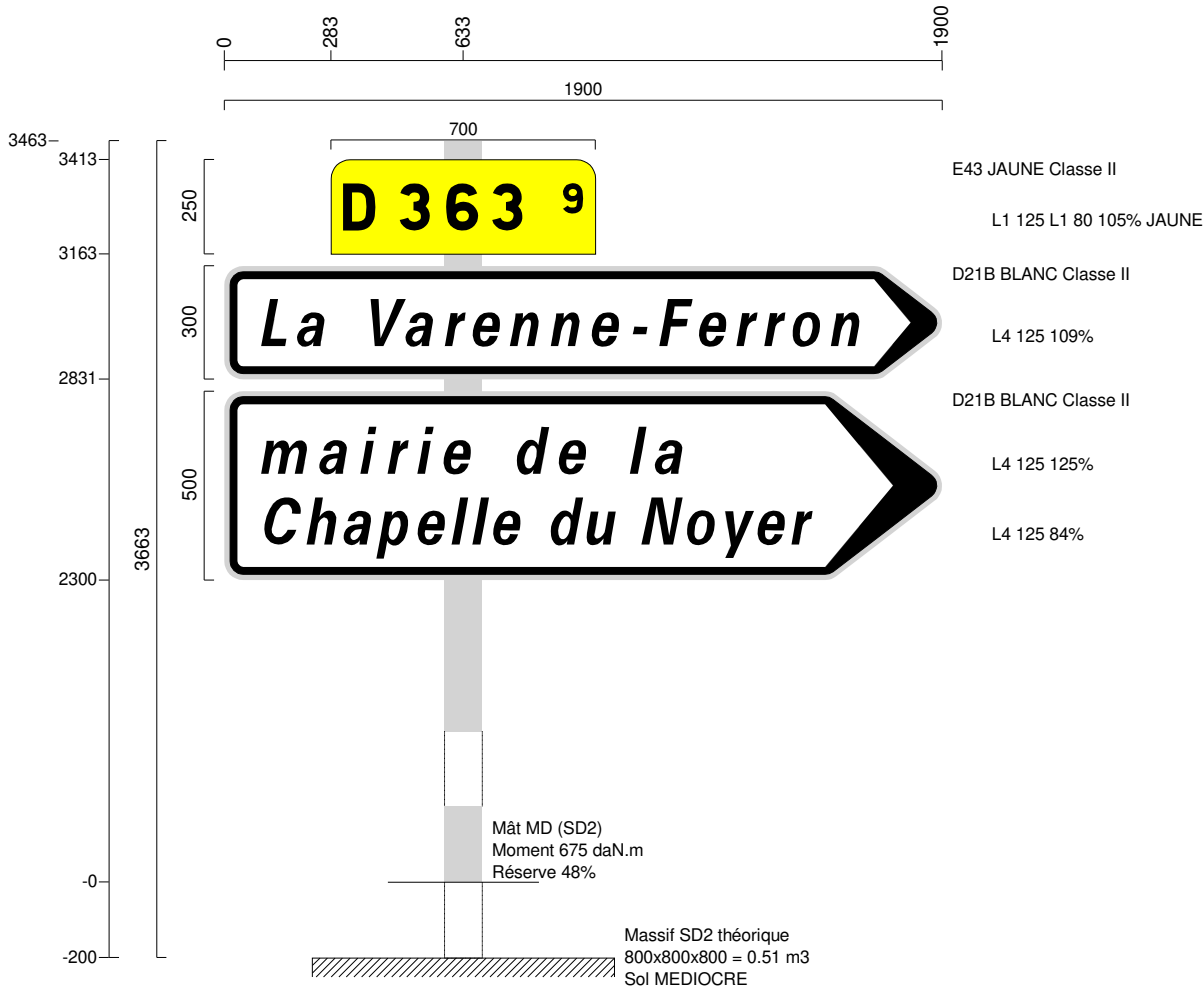 0
283
633
1900
1900
700
3463
3413
250
D 363 9
E43 JAUNE Classe II
L1 125 L1 80 105% JAUNE
3163
D21B BLANC Classe II
300
La Varenne-Ferron
L4 125 109%
2831
D21B BLANC Classe II
500
mairie de la
L4 125 125%
Chapelle du Noyer
L4 125 84%
3663
2300
Mât MD (SD2)
Moment 675 daN.m
Réserve 48%
-0
Massif SD2 théorique
800x800x800 = 0.51 m3
Sol MEDIOCRE
-200